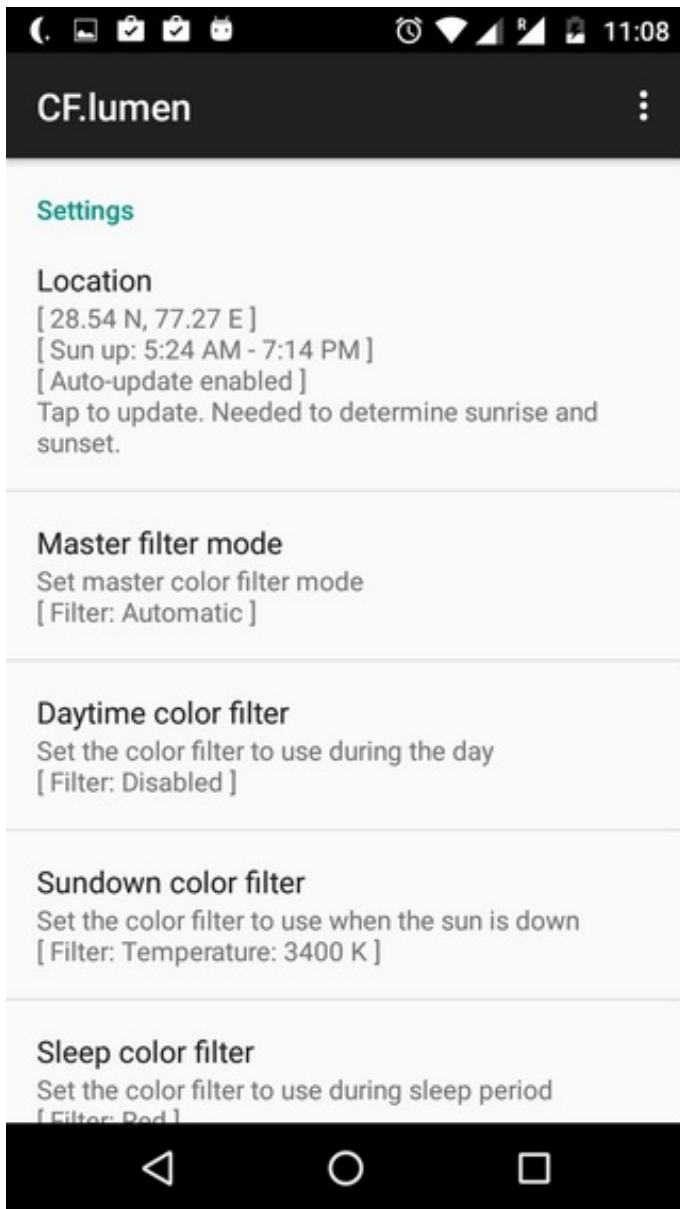 R
11:08
CF.lumen
Settings
Location
[ 28.54 N, 77.27 E ]
[ Sun up: 5:24 AM - 7:14 PM ]
[ Auto-update enabled ]
Tap to update. Needed to determine sunrise and
sunset.
Master filter mode
Set master color filter mode
[ Filter: Automatic ]
Daytime color filter
Set the color filter to use during the day
[ Filter: Disabled ]
Sundown color filter
Set the color filter to use when the sun is down
[ Filter: Temperature: 3400 K ]
Sleep color filter
Set the color filter to use during sleep period
[ Filter: Red ]